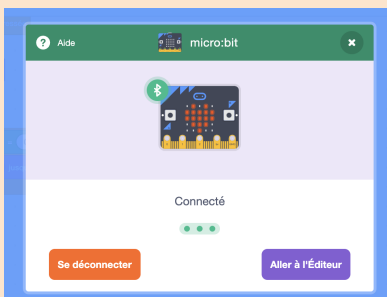 Aide
micro:bit
Connecté
Se déconnecter
Aller à l'Éditeur